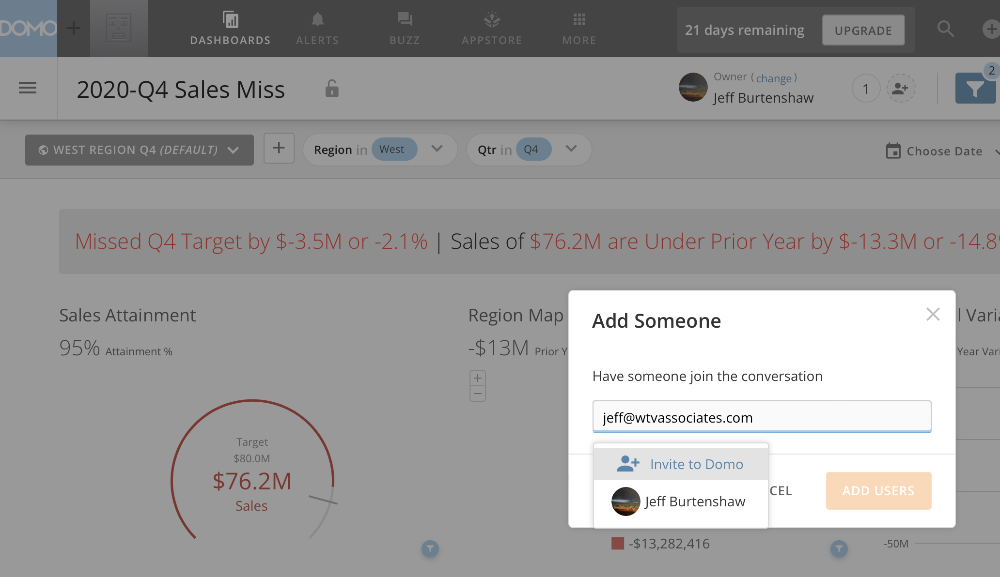 DOMO
DASHBOARDS
ALERTS
BUZZ
APPSTORE
MORE
21 days remaining
UPGRADE
2020-Q4 Sales Miss
Owner (change)
Jeff Burtenshaw
1
2
WEST REGION Q4 (DEFAULT)
Region in West
Qtr in Q4
Choose Date
Missed Q4 Target by $-3.5M or -2.1% | Sales of $76.2M are Under Prior Year by $-13.3M or -14.8
Sales Attainment
95% Attainment %
Target
$80.0M
$76.2M
Sales
Region Map
-$13M Prior Y
-$13,282,416
l Varia
Year Vari
-50M
Add Someone
Have someone join the conversation
jeff@wtvassociates.com
Invite to Domo
Jeff Burtenshaw
CEL
ADD USERS